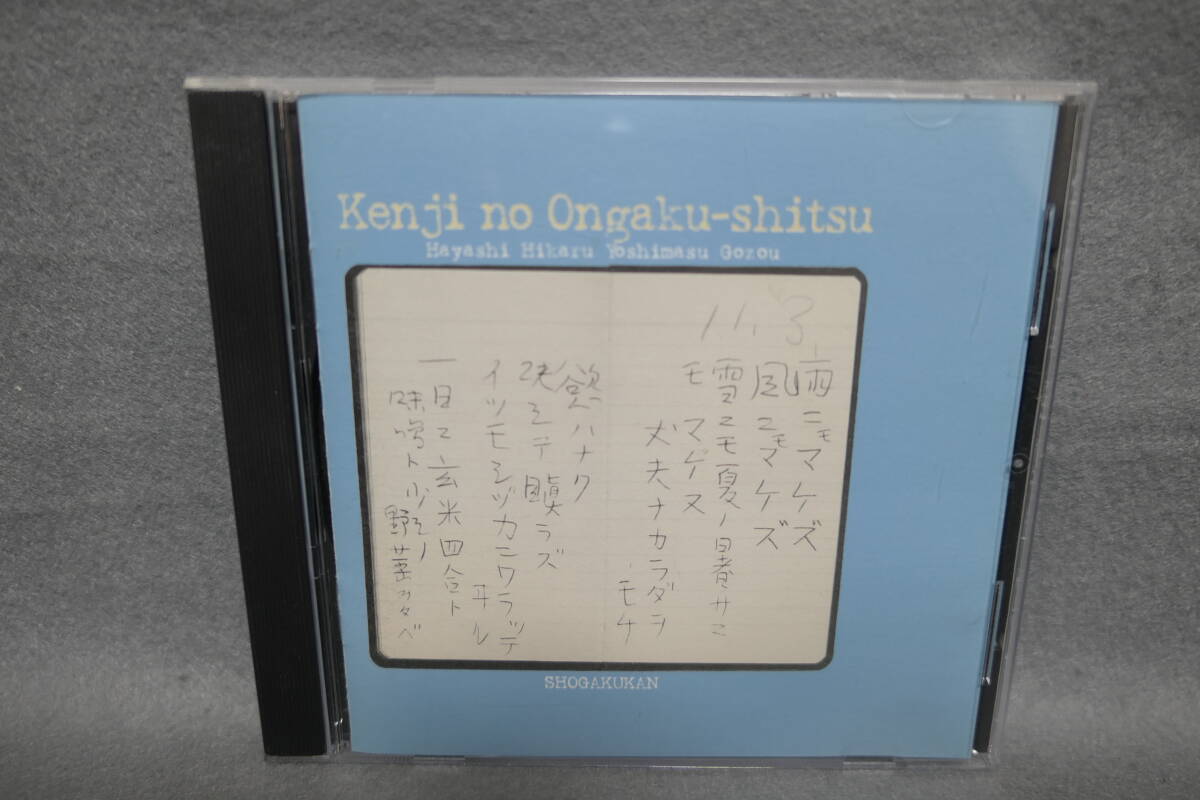 Kenji no Ongaku-shitsu
Hayashi Hikaru Yoshimasu Gozou
11.3.
雨ニモマケズ
風ニモマケズ
雪ニモ夏ノ暑サニ
モマケヌ
丈夫ナカラダヲ
モチ
慾ハナク
決シテ瞋ラズ
イツモシヅカニワラッテ
ヰル
一日ニ玄米四合ト
味噌ト少シノ
野菜ヲタベ
SHOGAKUKAN